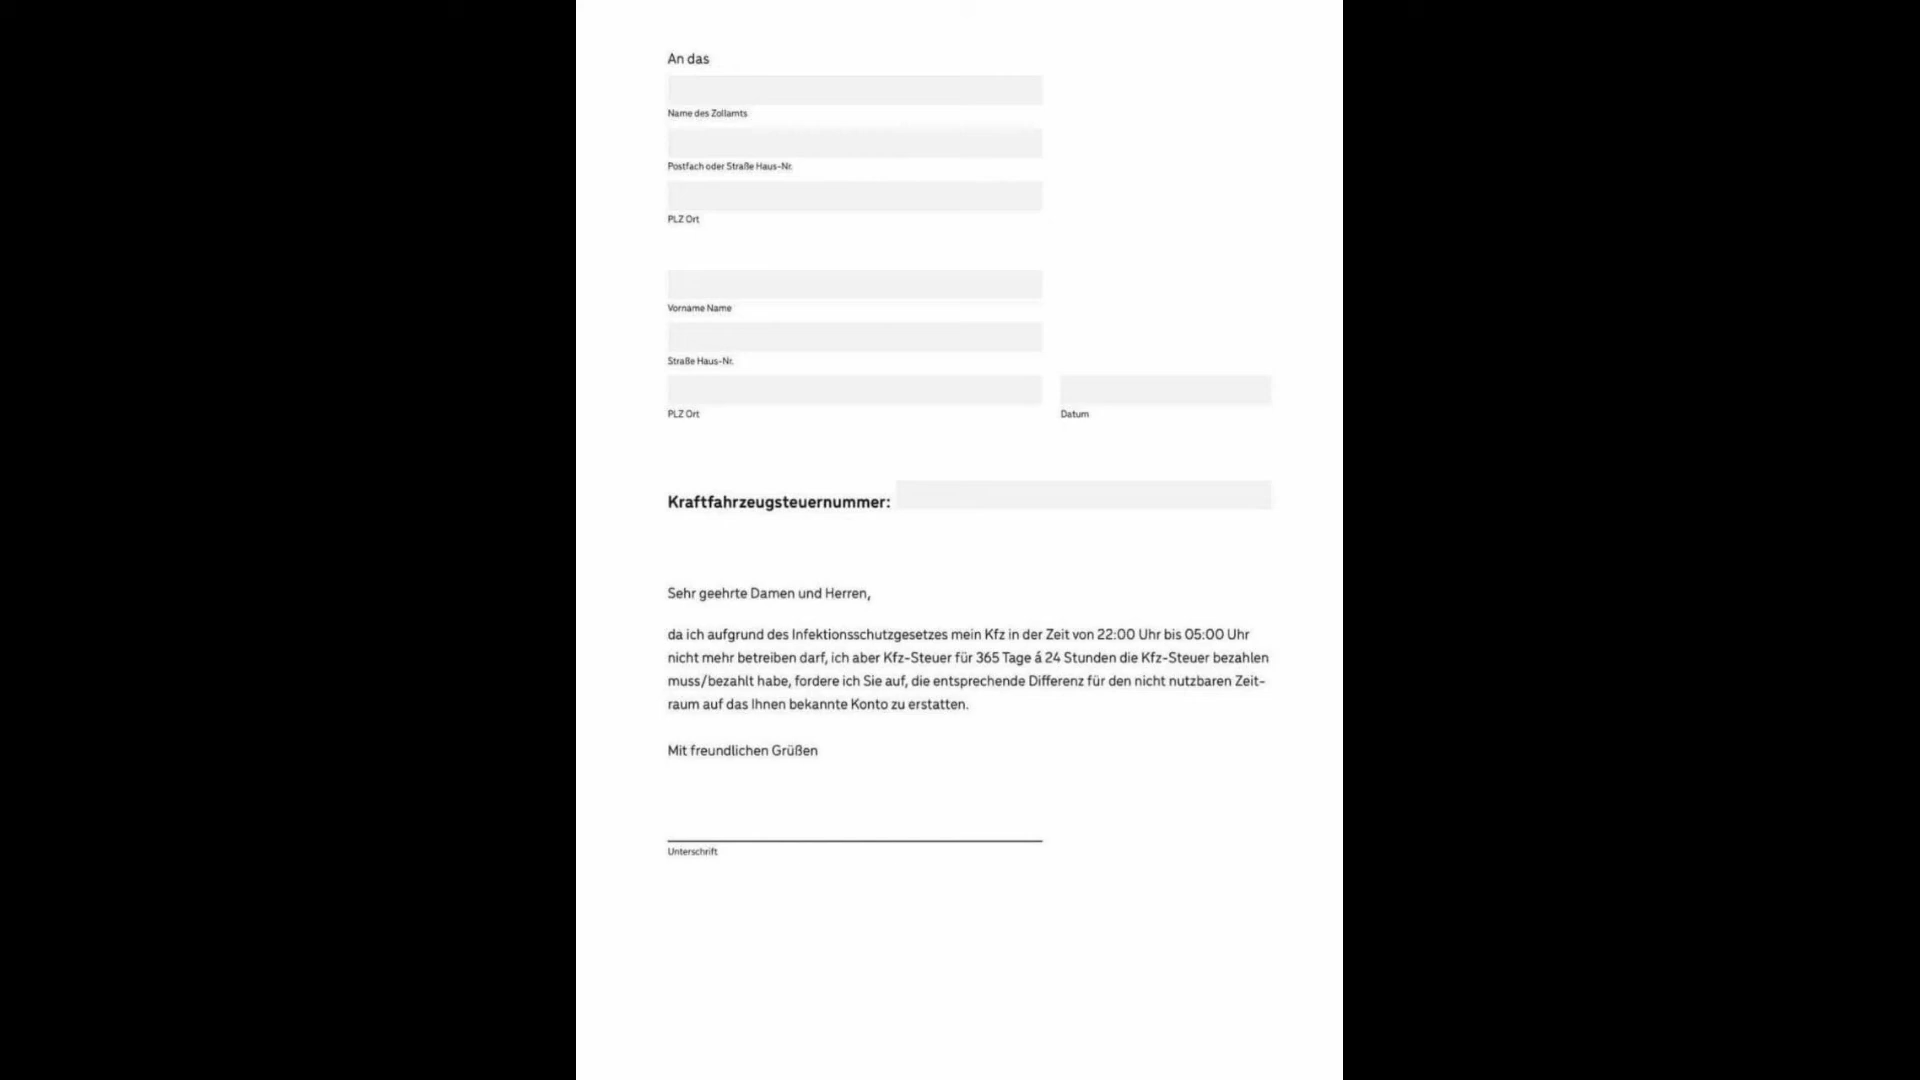 An das
Name des Zollamts
Postfach oder Straße Haus-Nr.
PLZ Ort
Vorname Name
Straße Haus-Nr.
PLZ Ort
Datum
Kraftfahrzeugsteuernummer:
Sehr geehrte Damen und Herren,
da ich aufgrund des Infektionsschutzgesetzes mein Kfz in der Zeit von 22:00 Uhr bis 05:00 Uhr
nicht mehr betreiben darf, ich aber Kfz-Steuer für 365 Tage á 24 Stunden die Kfz-Steuer bezahlen
muss/bezahlt habe, fordere ich Sie auf, die entsprechende Differenz für den nicht nutzbaren Zeit-
raum auf das Ihnen bekannte Konto zu erstatten.
Mit freundlichen Grüßen
Unterschrift